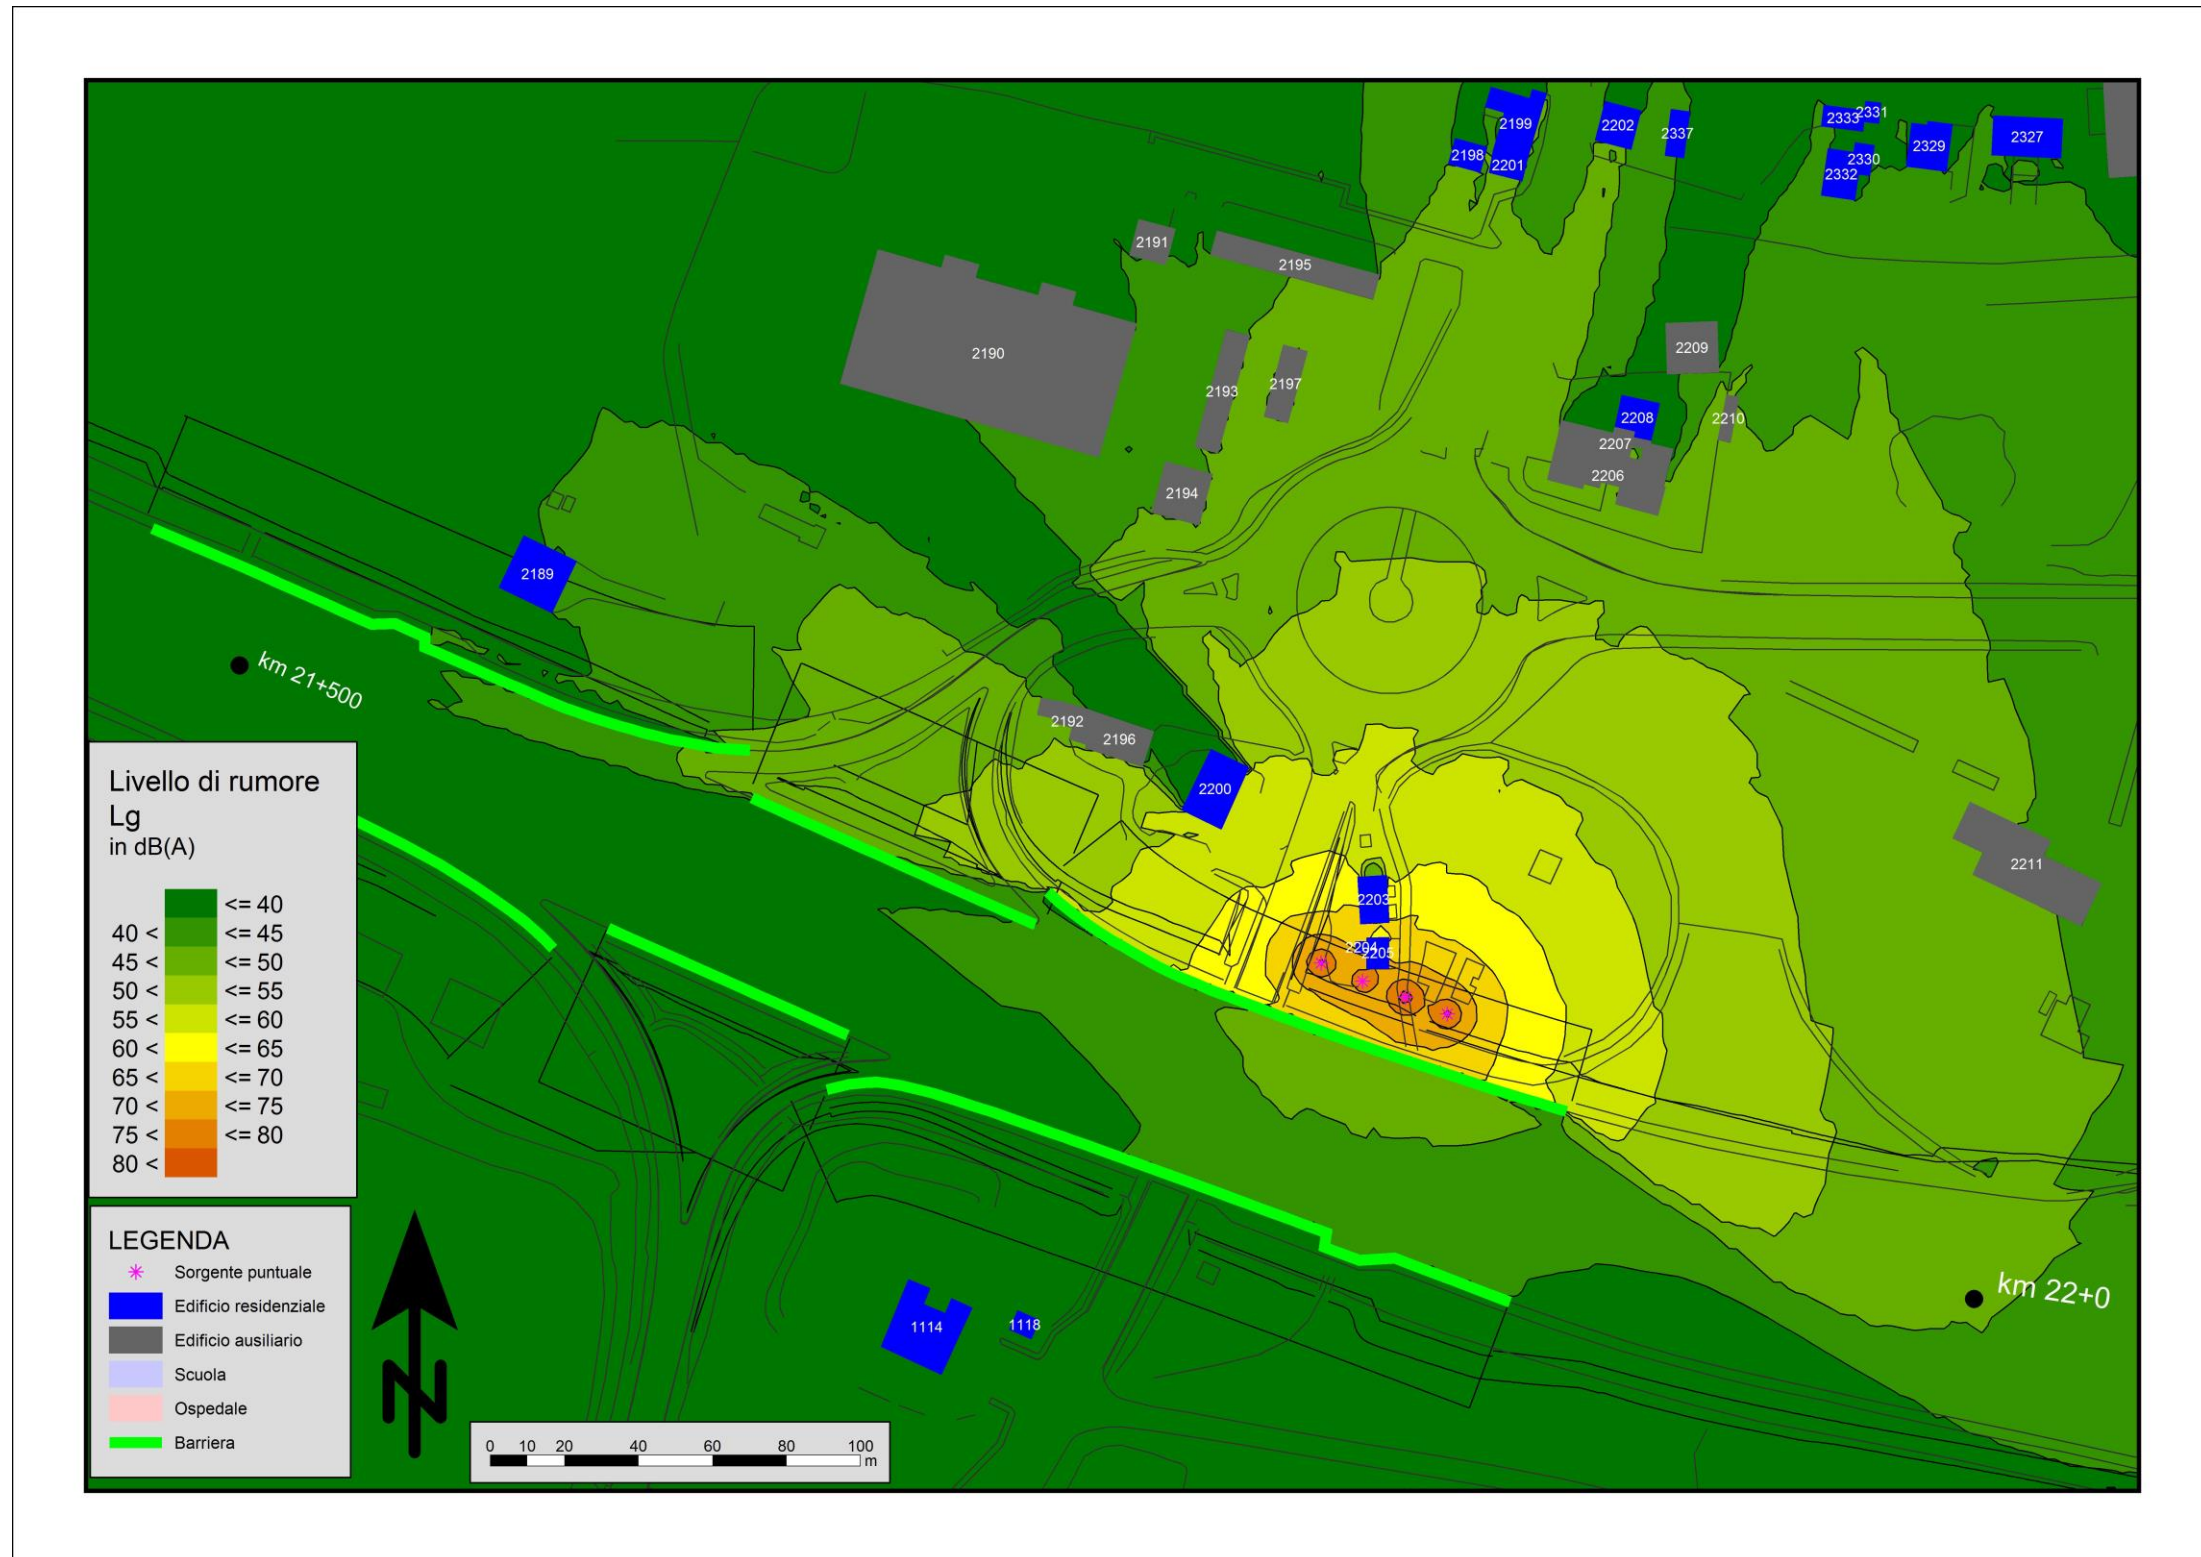 2199
2331
2333
2202
2337
2327
2329
2198
2330
2201
2332
2191
2195
2209
2190
2197
2193
2208
2210
2207
2206
2194
2189
km 21+500
2192
2196
2200
2211
2203
2204
2205
Livello di rumore
Lg
in dB(A)
<= 40
40 < <= 45
45 < <= 50
50 < <= 55
55 < <= 60
60 < <= 65
65 < <= 70
70 < <= 75
75 < <= 80
80 <
km 22+0
LEGENDA
Sorgente puntuale
Edificio residenziale
Edificio ausiliario
Scuola
Ospedale
Barriera
N
1114
1118
0 10 20 40 60 80 100
m